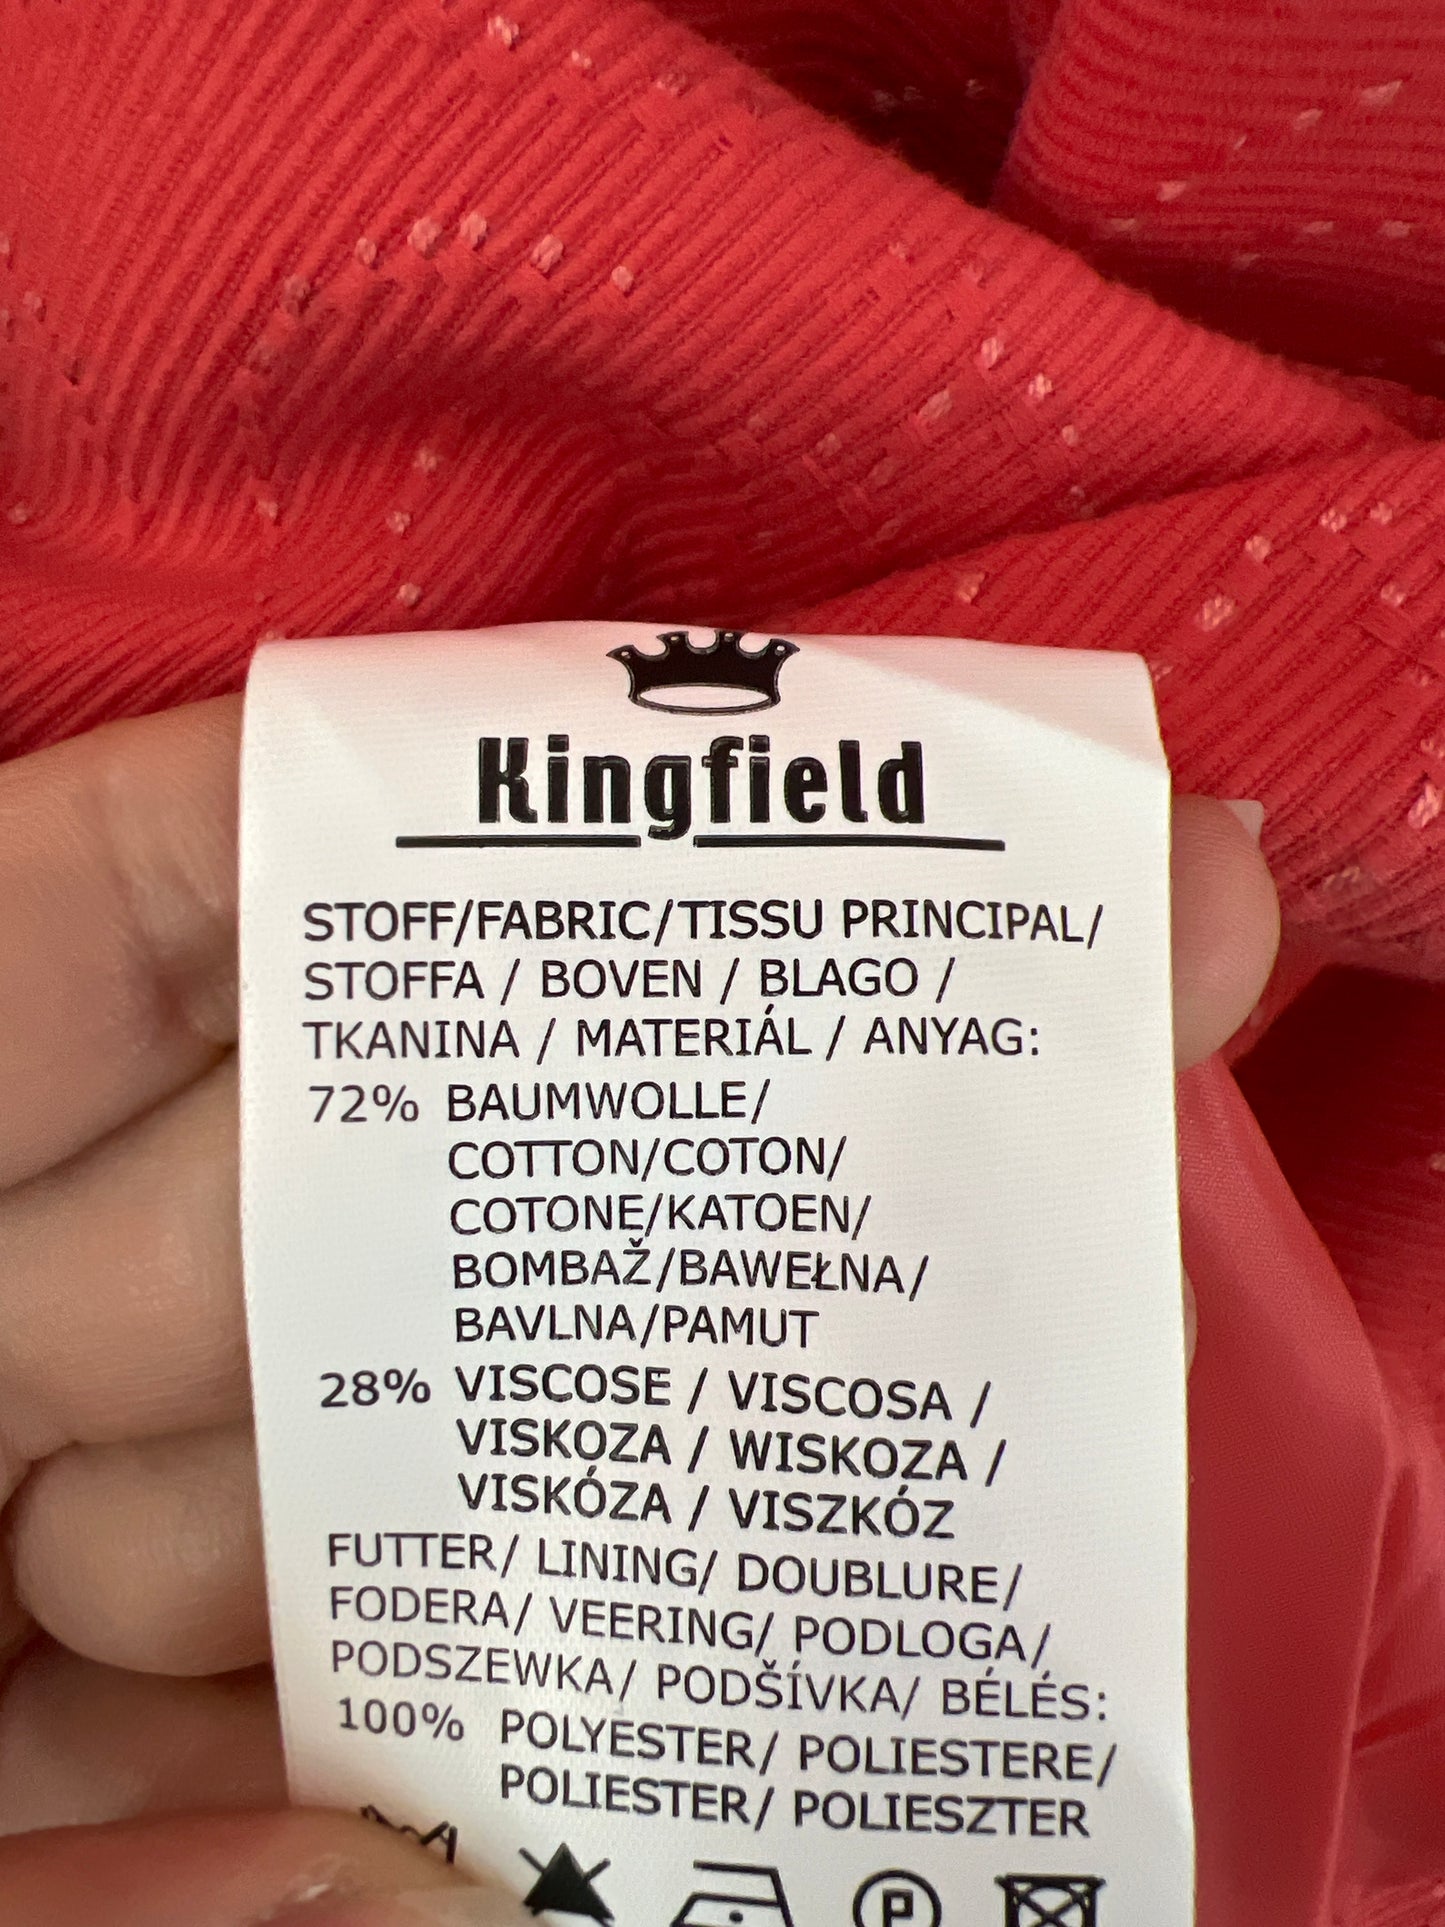 Kingfield
STOFF/FABRIC/TISSU PRINCIPAL/
STOFFA / BOVEN / BLAGO /
TKANINA / MATERIÁL / ANYAG:
72% BAUMWOLLE/
COTTON/COTON/
COTONE/KATOEN/
BOMBAŽ/BAWEŁNA/
BAVLNA/PAMUT
28% VISCOSE / VISCOSA /
VISKOZA / WISKOZA /
VISKÓZA / VISZKÓZ
FUTTER/ LINING/ DOUBLURE/
FODERA/ VEERING/ PODLOGA/
PODSZEWKA/ PODŠÍVKA/ BÉLÉS:
100% POLYESTER/ POLIESTERE/
POLIESTER/ POLIESZTER
P